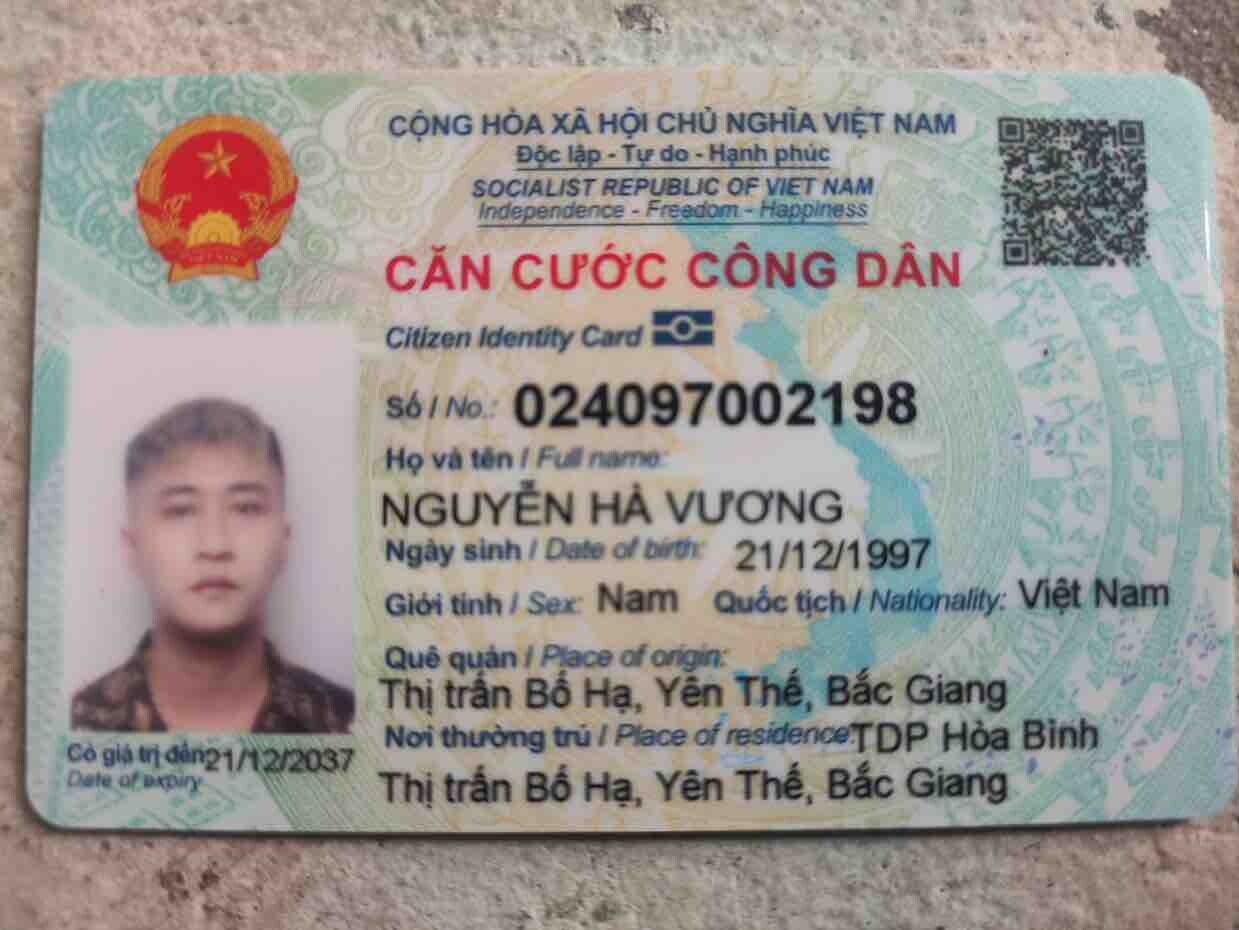 CỘNG HÒA XÃ HỘI CHỦ NGHĨA VIỆT NAM
Độc lập - Tự do - Hạnh phúc
SOCIALIST REPUBLIC OF VIET NAM
Independence - Freedom - Happiness
CĂN CƯỚC CÔNG DÂN
Citizen Identity Card
Số / No.: 024097002198
Họ và tên / Full name:
NGUYỄN HÀ VƯƠNG
Ngày sinh / Date of birth: 21/12/1997
Giới tính / Sex: Nam Quốc tịch / Nationality: Việt Nam
Quê quán / Place of origin:
Thị trấn Bố Hạ, Yên Thế, Bắc Giang
Nơi thường trú / Place of residence: TDP Hòa Bình
Thị trấn Bố Hạ, Yên Thế, Bắc Giang
Có giá trị đến 21/12/2037
Date of expiry